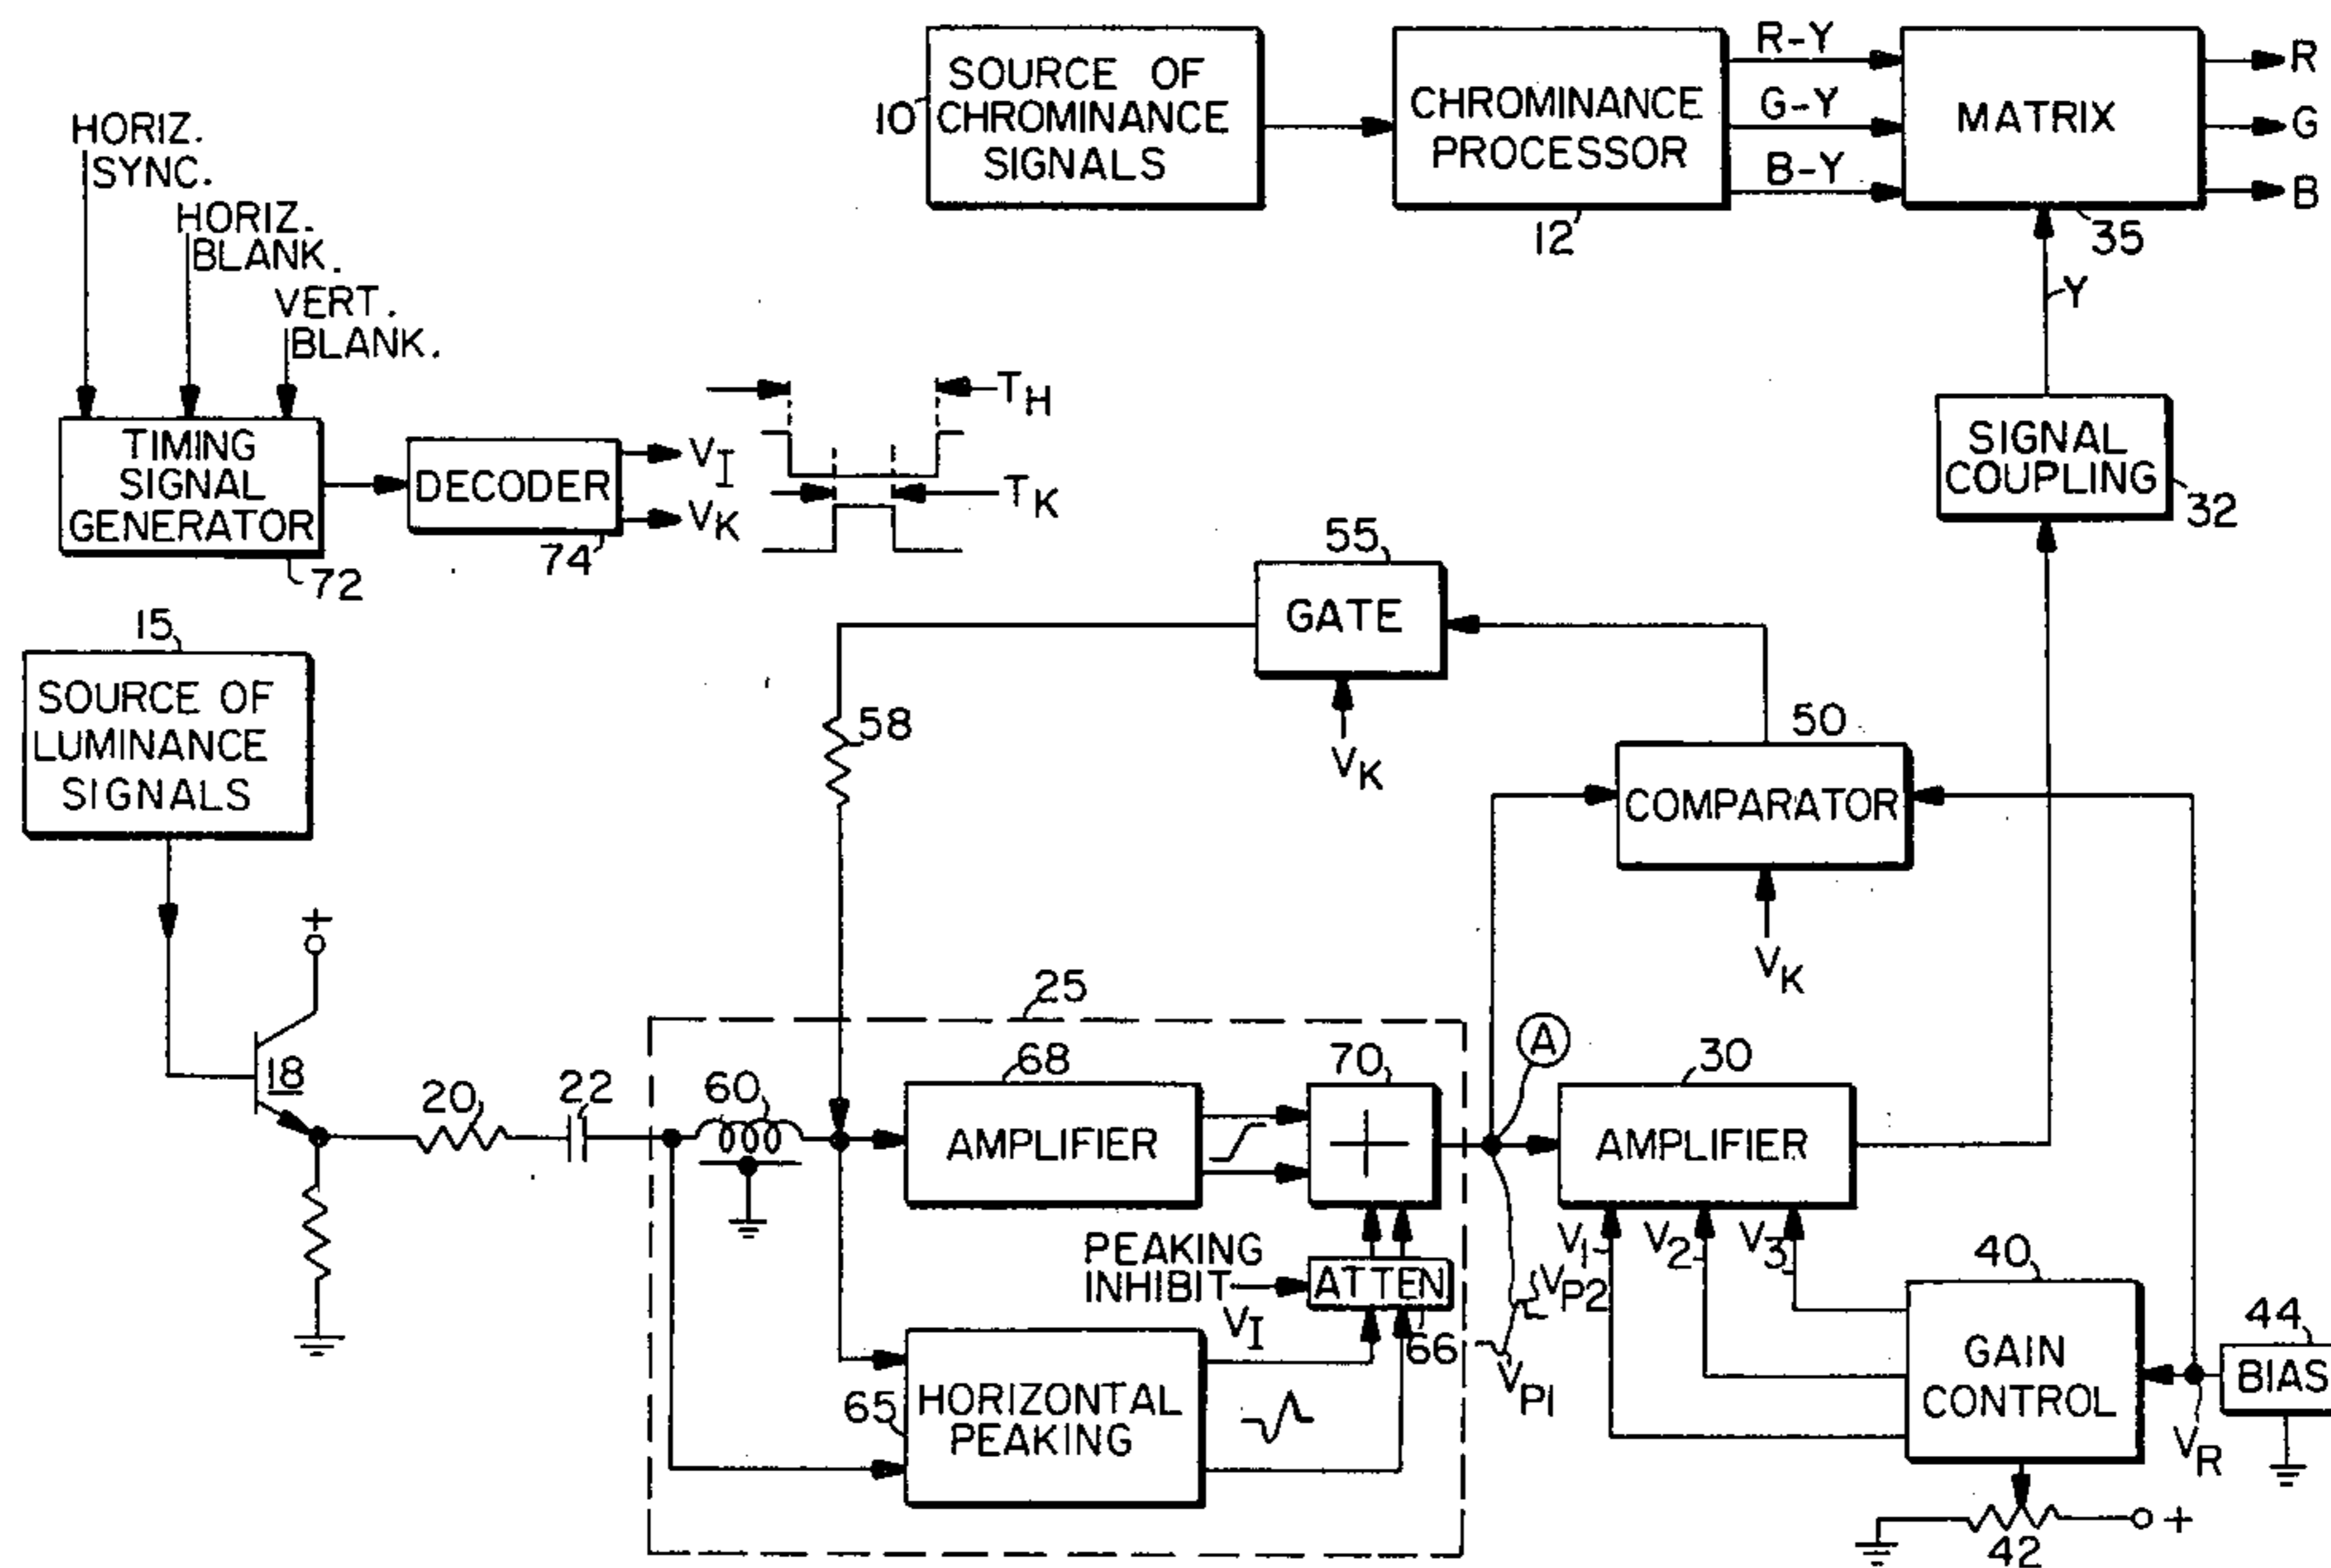 SOURCE OF
CHROMINANCE
SIGNALS
10
CHROMINANCE
PROCESSOR
12
R-Y
G-Y
B-Y
MATRIX
35
R
G
B
HORIZ.
SYNC.
HORIZ.
BLANK.
VERT.
BLANK.
TIMING
SIGNAL
GENERATOR
72
DECODER
74
VI
VK
TH
TK
Y
SIGNAL
COUPLING
32
55
GATE
VK
15
SOURCE OF
LUMINANCE
SIGNALS
58
50
COMPARATOR
VK
+
18
20
22
25
60
68
AMPLIFIER
70
+
A
30
AMPLIFIER
V1
V2
V3
PEAKING
INHIBIT
VI
ATTEN
66
VP2
VP1
65
HORIZONTAL
PEAKING
40
GAIN
CONTROL
44
BIAS
VR
42
+